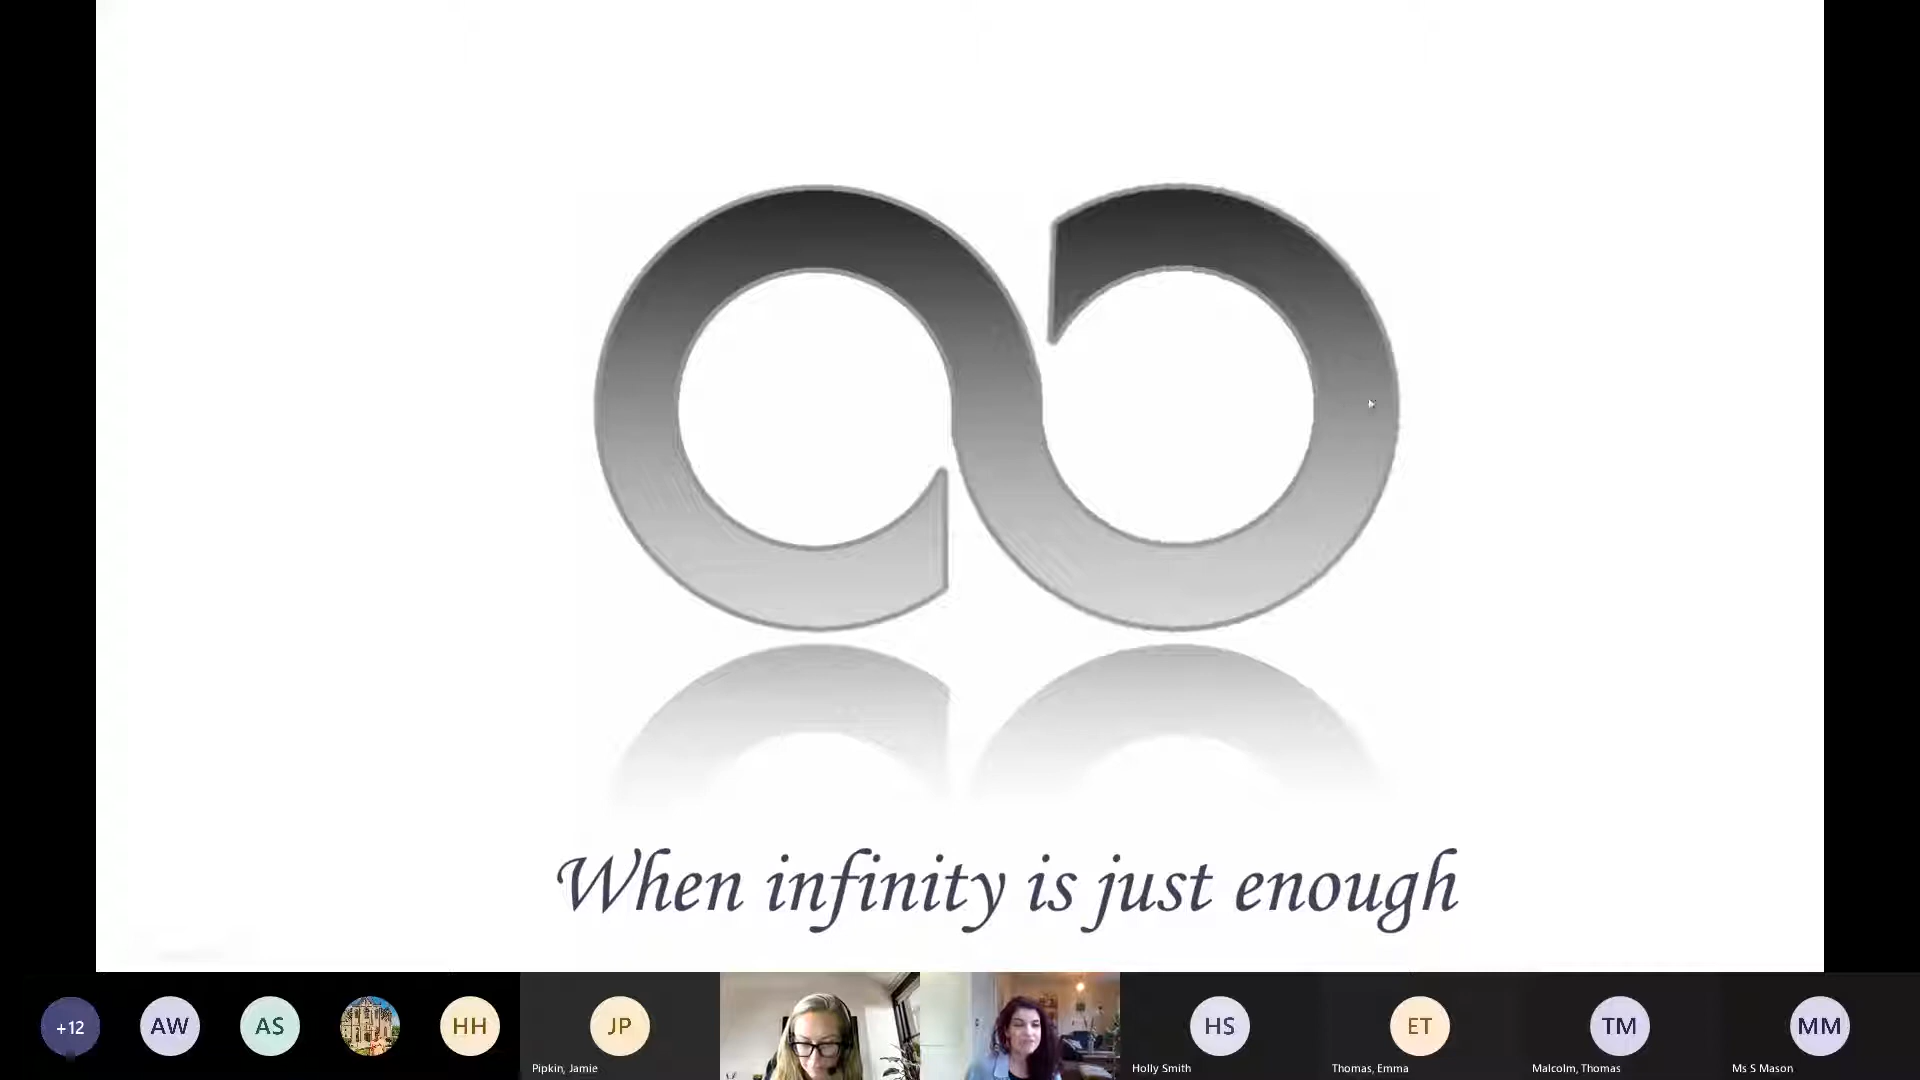 When infinity is just enough
+12
AW
AS
HH
JP
HS
ET
TM
MM
Pipkin, Jamie
Holly Smith
Thomas, Emma
Malcolm, Thomas
Ms S Mason